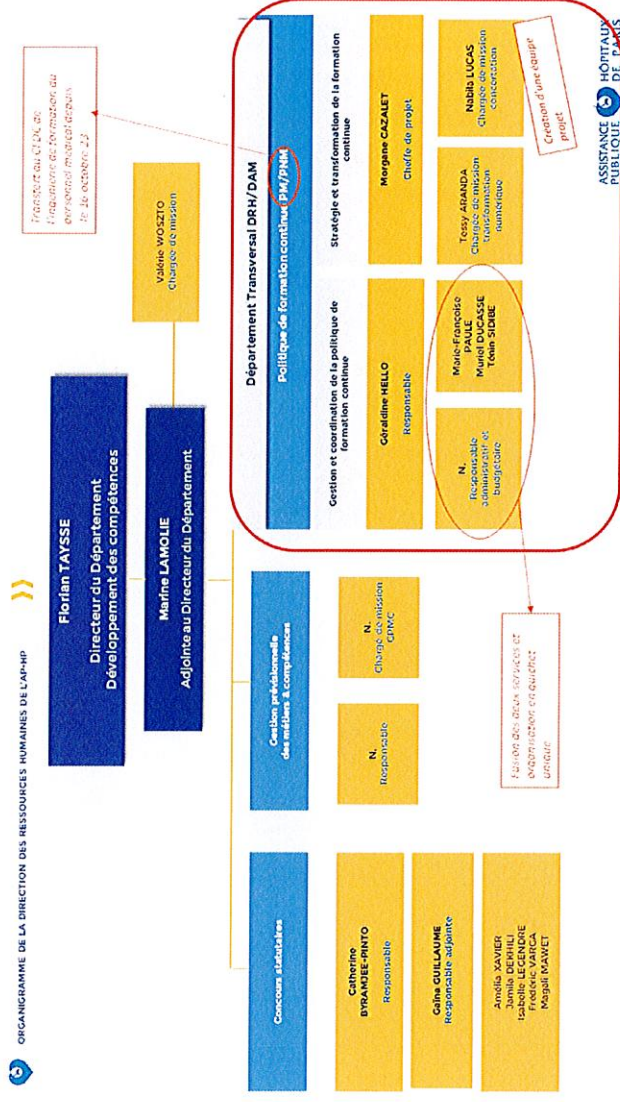 ORGANIGRAMME DE LA DIRECTION DES RESSOURCES HUMAINES DE L'AP-HP
Florian TAYSSE
Directeur du Département
Développement des compétences
Marine LAMOLIE
Adjointe au Directeur du Département
Valérie WOSZTO
Chargée de mission
Transfert au CFDC de
l'ingénierie de formation du
personnel médical depuis
le 16 octobre 23
Concours statutaires
Catherine
BYRAMJEE-PINTO
Responsable
Gaïna GUILLAUME
Responsable adjointe
Amélia XAVIER
Jamila DEKHILI
Isabelle LEGENDRE
Frédéric VARGA
Magali MAWET
Gestion prévisionnelle
des métiers & compétences
N.
Responsable
N.
Chargé de mission
GPMC
Département Transversal DRH/DAM
Politique de formation continue PM/PNM
Gestion et coordination de la politique de
formation continue
Géraldine HELLO
Responsable
N.
Responsable
administratif et
budgétaire
Marie-Françoise
PAULE
Muriel DUCASSE
Ténin SIDIBE
Stratégie et transformation de la formation
continue
Morgane CAZALET
Cheffe de projet
Tessy ARANDA
Chargée de mission
transformation
numérique
Nabila LUCAS
Chargée de mission
concertation
Fusion des deux services et
organisation en guichet
unique
Création d'une équipe
projet
ASSISTANCE HÔPITAUX
PUBLIQUE DE PARIS